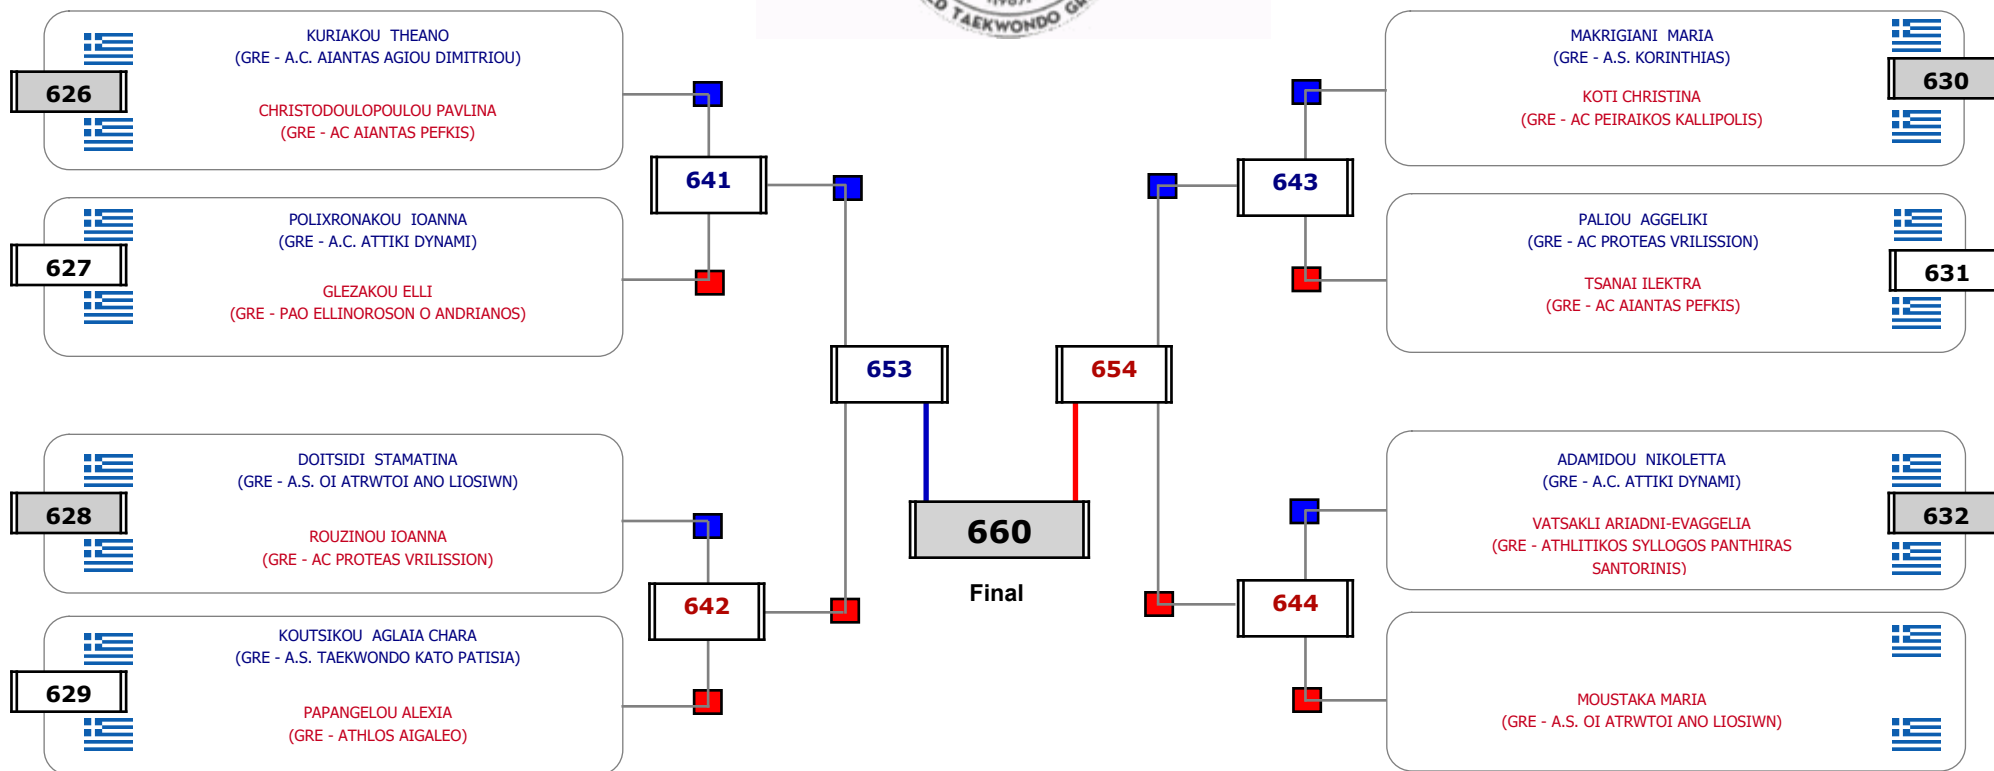 TAEKWONDO
KURIAKOU THEANO
(GRE - A.C. AIANTAS AGIOU DIMITRIOU)
626
CHRISTODOULOPOULOU PAVLINA
(GRE - AC AIANTAS PEFKIS)
POLIXRONAKOU IOANNA
(GRE - A.C. ATTIKI DYNAMI)
627
GLEZAKOU ELLI
(GRE - PAO ELLINOROSON O ANDRIANOS)
641
653
DOITSIDI STAMATINA
(GRE - A.S. OI ATRWTOI ANO LIOSIWN)
628
ROUZINOU IOANNA
(GRE - AC PROTEAS VRILISSION)
642
KOUTSIKOU AGLAIA CHARA
(GRE - A.S. TAEKWONDO KATO PATISIA)
629
PAPANGELOU ALEXIA
(GRE - ATHLOS AIGALEO)
660
Final
MAKRIGIANI MARIA
(GRE - A.S. KORINTHIAS)
630
KOTI CHRISTINA
(GRE - AC PEIRAIKOS KALLIPOLIS)
643
PALIOU AGGELIKI
(GRE - AC PROTEAS VRILISSION)
631
TSANAI ILEKTRA
(GRE - AC AIANTAS PEFKIS)
654
ADAMIDOU NIKOLETTA
(GRE - A.C. ATTIKI DYNAMI)
632
VATSAKLI ARIADNI-EVAGGELIA
(GRE - ATHLITIKOS SYLLOGOS PANTHIRAS
SANTORINIS)
644
MOUSTAKA MARIA
(GRE - A.S. OI ATRWTOI ANO LIOSIWN)